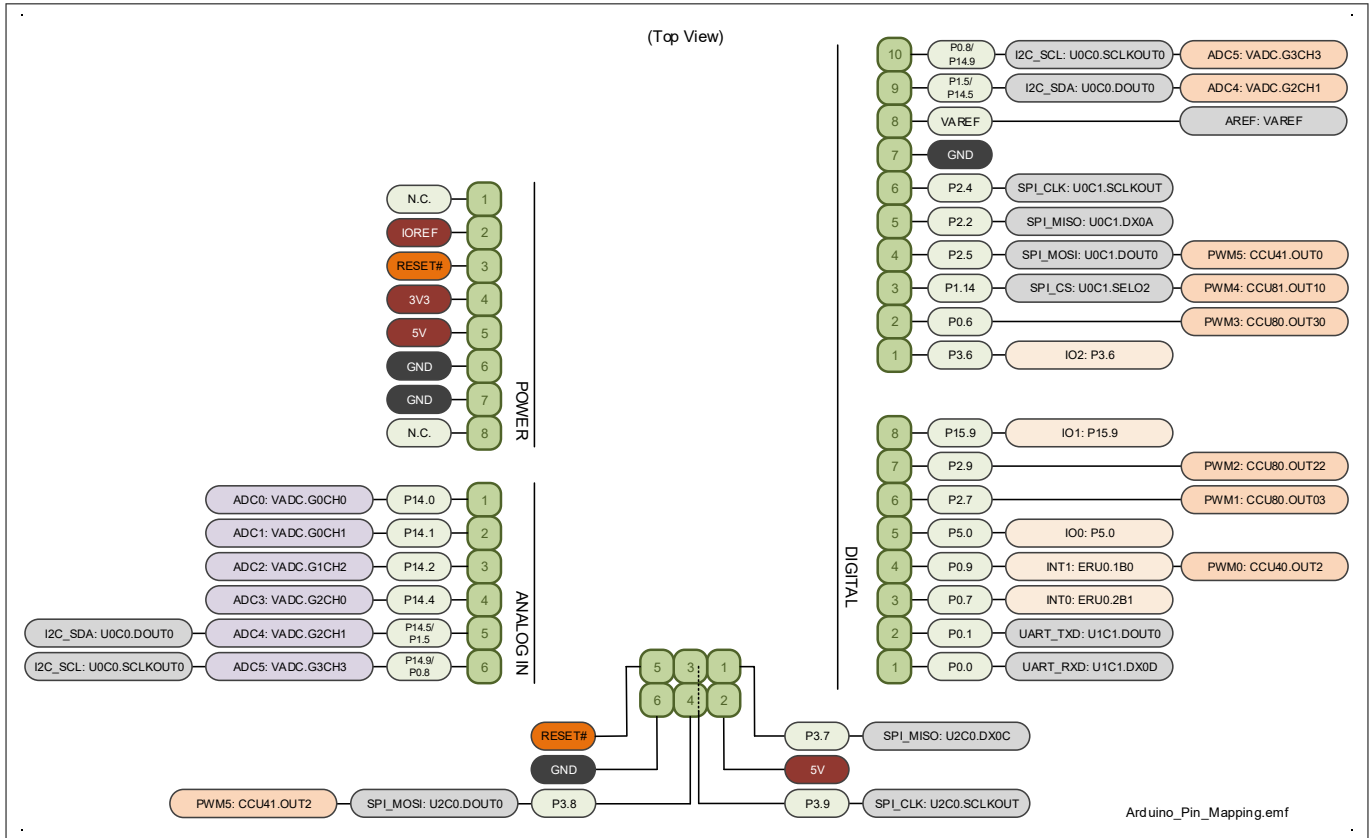 (Top View)
N.C. 1
IOREF 2
RESET# 3
3V3 4
5V 5
GND 6
GND 7
N.C. 8
POWER
ADC0: VADC.G0CH0 P14.0 1
ADC1: VADC.G0CH1 P14.1 2
ADC2: VADC.G1CH2 P14.2 3
ADC3: VADC.G2CH0 P14.4 4
I2C_SDA: U0C0.DOUT0 ADC4: VADC.G2CH1 P14.5/ P1.5 5
I2C_SCL: U0C0.SCLKOUT0 ADC5: VADC.G3CH3 P14.9/ P0.8 6
ANALOG IN
10 P0.8/ P14.9 I2C_SCL: U0C0.SCLKOUT0 ADC5: VADC.G3CH3
9 P1.5/ P14.5 I2C_SDA: U0C0.DOUT0 ADC4: VADC.G2CH1
8 VAREF AREF: VAREF
7 GND
6 P2.4 SPI_CLK: U0C1.SCLKOUT
5 P2.2 SPI_MISO: U0C1.DX0A
4 P2.5 SPI_MOSI: U0C1.DOUT0 PWM5: CCU41.OUT0
3 P1.14 SPI_CS: U0C1.SELO2 PWM4: CCU81.OUT10
2 P0.6 PWM3: CCU80.OUT30
1 P3.6 IO2: P3.6
8 P15.9 IO1: P15.9
7 P2.9 PWM2: CCU80.OUT22
6 P2.7 PWM1: CCU80.OUT03
5 P5.0 IO0: P5.0
4 P0.9 INT1: ERU0.1B0 PWM0: CCU40.OUT2
3 P0.7 INT0: ERU0.2B1
2 P0.1 UART_TXD: U1C1.DOUT0
1 P0.0 UART_RXD: U1C1.DX0D
DIGITAL
5 3 1
6 4 2
RESET# P3.7 SPI_MISO: U2C0.DX0C
GND 5V
PWM5: CCU41.OUT2 SPI_MOSI: U2C0.DOUT0 P3.8 P3.9 SPI_CLK: U2C0.SCLKOUT
Arduino_Pin_Mapping.emf